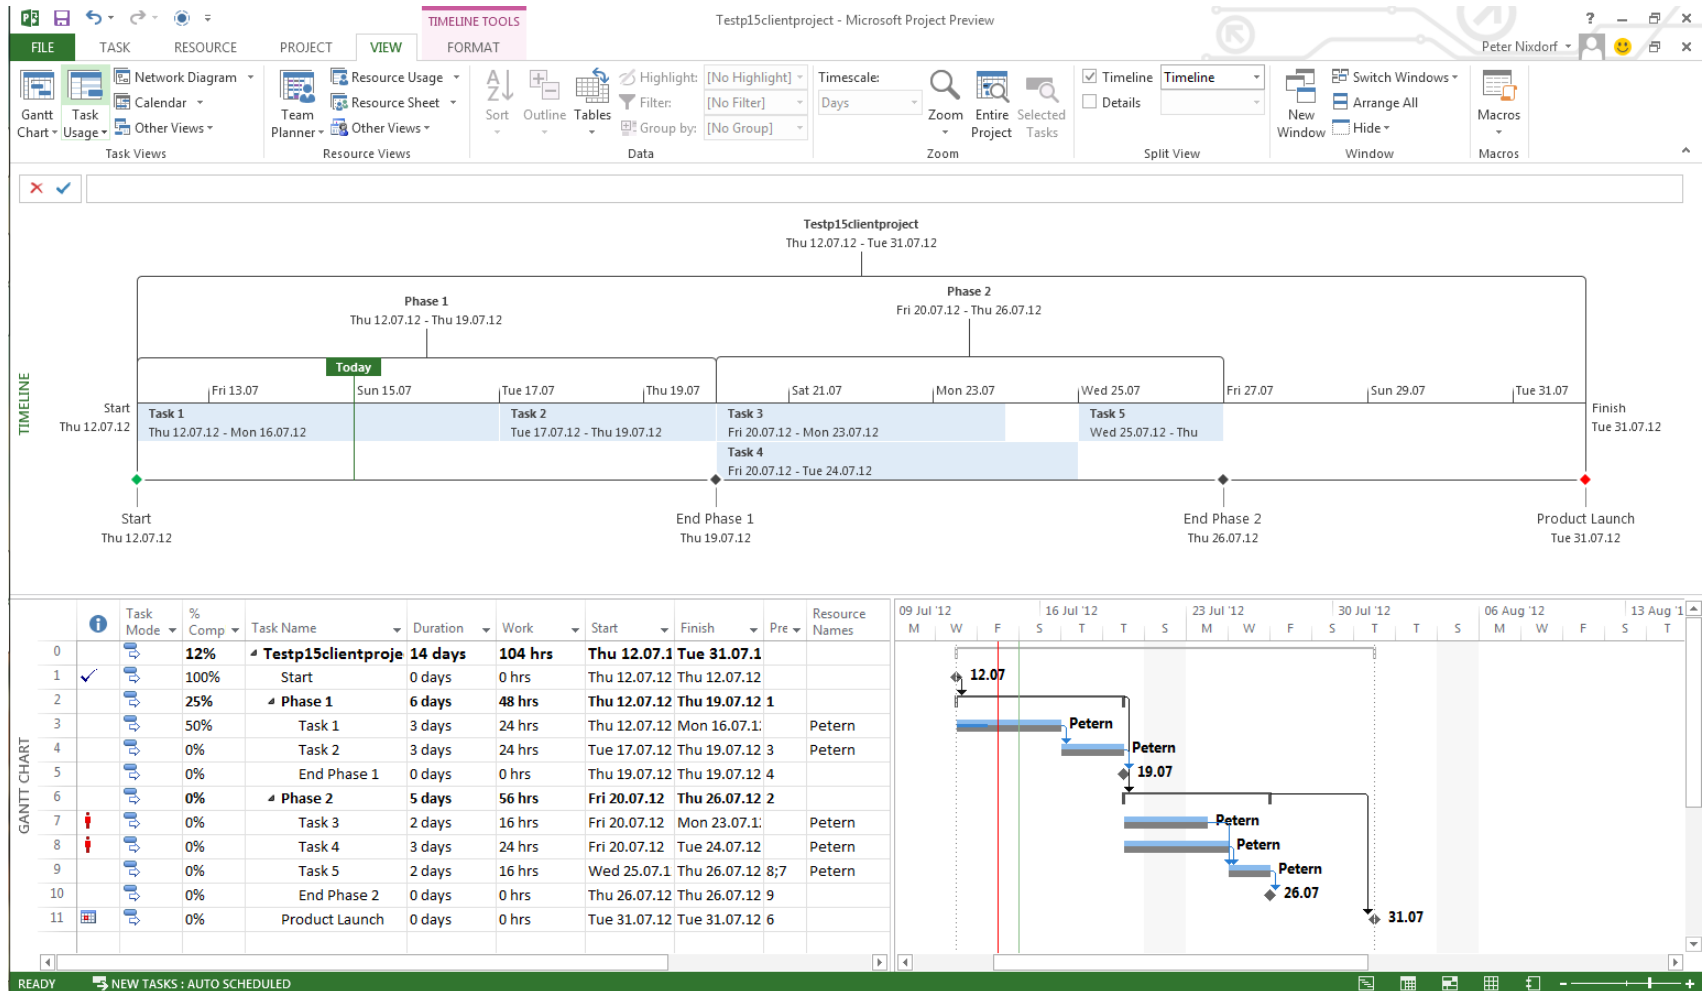 TIMELINE TOOLS
Testp15clientproject - Microsoft Project Preview
?
FILE TASK RESOURCE PROJECT VIEW FORMAT
Peter Nixdorf
Gantt Chart
Task Usage
Network Diagram
Calendar
Other Views
Task Views
Team Planner
Resource Usage
Resource Sheet
Other Views
Resource Views
Sort
Outline
Tables
Highlight: [No Highlight]
Filter: [No Filter]
Group by: [No Group]
Data
Timescale:
Days
Zoom
Entire Project
Selected Tasks
Zoom
Timeline Timeline
Details
Split View
New Window
Switch Windows
Arrange All
Hide
Window
Macros
Macros
TIMELINE
Testp15clientproject
Thu 12.07.12 - Tue 31.07.12
Phase 1
Thu 12.07.12 - Thu 19.07.12
Phase 2
Fri 20.07.12 - Thu 26.07.12
Today
Fri 13.07 Sun 15.07 Tue 17.07 Thu 19.07 Sat 21.07 Mon 23.07 Wed 25.07 Fri 27.07 Sun 29.07 Tue 31.07
Start
Thu 12.07.12
Task 1
Thu 12.07.12 - Mon 16.07.12
Task 2
Tue 17.07.12 - Thu 19.07.12
Task 3
Fri 20.07.12 - Mon 23.07.12
Task 4
Fri 20.07.12 - Tue 24.07.12
Task 5
Wed 25.07.12 - Thu
Finish
Tue 31.07.12
Start
Thu 12.07.12
End Phase 1
Thu 19.07.12
End Phase 2
Thu 26.07.12
Product Launch
Tue 31.07.12
GANTT CHART
Task Mode % Comp Task Name Duration Work Start Finish Pre Resource Names
0 12% Testp15clientproje 14 days 104 hrs Thu 12.07.1 Tue 31.07.1
1 100% Start 0 days 0 hrs Thu 12.07.12 Thu 12.07.12
2 25% Phase 1 6 days 48 hrs Thu 12.07.12 Thu 19.07.12 1
3 50% Task 1 3 days 24 hrs Thu 12.07.12 Mon 16.07.1 Petern
4 0% Task 2 3 days 24 hrs Tue 17.07.12 Thu 19.07.12 3 Petern
5 0% End Phase 1 0 days 0 hrs Thu 19.07.12 Thu 19.07.12 4
6 0% Phase 2 5 days 56 hrs Fri 20.07.12 Thu 26.07.12 2
7 0% Task 3 2 days 16 hrs Fri 20.07.12 Mon 23.07.1 Petern
8 0% Task 4 3 days 24 hrs Fri 20.07.12 Tue 24.07.12 Petern
9 0% Task 5 2 days 16 hrs Wed 25.07.1 Thu 26.07.12 8;7 Petern
10 0% End Phase 2 0 days 0 hrs Thu 26.07.12 Thu 26.07.12 9
11 0% Product Launch 0 days 0 hrs Tue 31.07.12 Tue 31.07.12 6
09 Jul '12 16 Jul '12 23 Jul '12 30 Jul '12 06 Aug '12 13 Aug '1
M W F S T T S M W F S T T S M W F S T
12.07
Petern
Petern
19.07
Petern
Petern
Petern
26.07
31.07
READY NEW TASKS : AUTO SCHEDULED